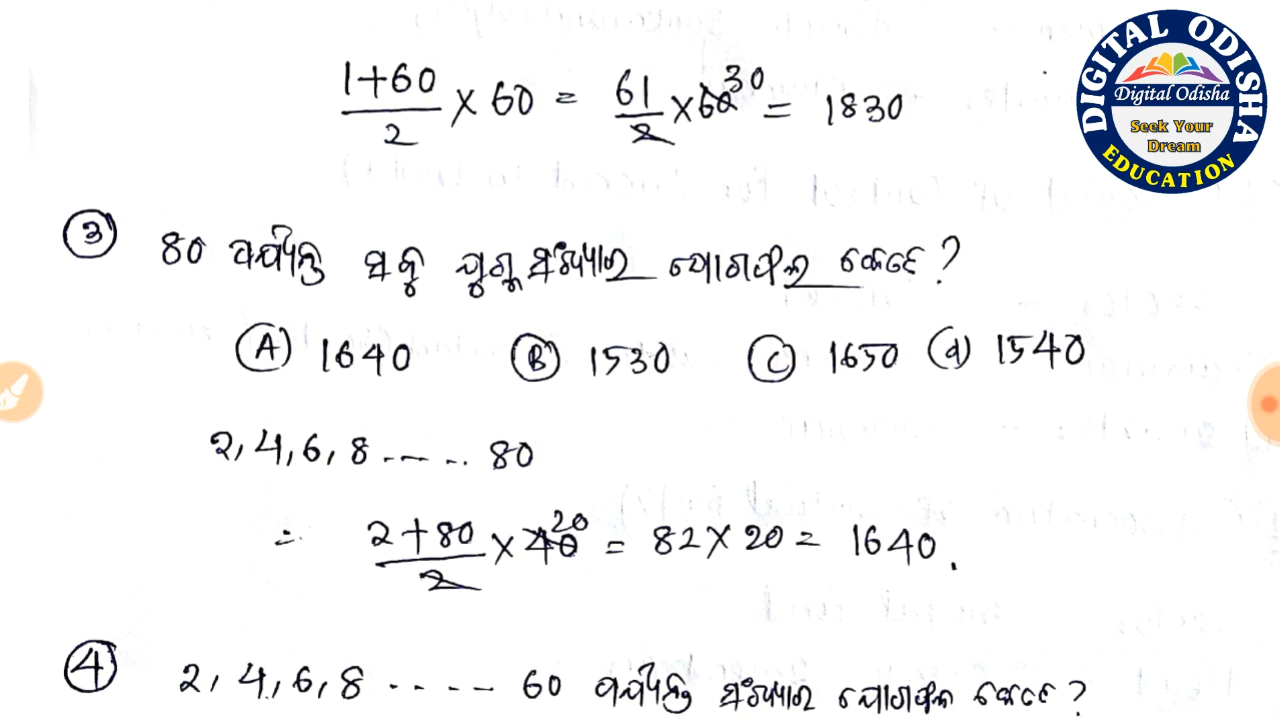 DIGITAL ODISHA
Digital Odisha
Seek Your
Dream
EDUCATION
(1+60)/2 × 60 = 61/2 × 60 30 = 1830
③ 80 ପର୍ଯ୍ୟନ୍ତ ସବୁ ଯୁଗ୍ମ ସଂଖ୍ୟାର ଯୋଗଫଳ କେତେ ?
Ⓐ 1640 Ⓑ 1530 Ⓒ 1650 ⓓ 1540
2, 4, 6, 8 ---- .. 80
= (2+80)/2 × 40 20 = 82 × 20 = 1640.
④ 2, 4, 6, 8 ..---- 60 ପର୍ଯ୍ୟନ୍ତ ସଂଖ୍ୟାର ଯୋଗଫଳ କେତେ ?